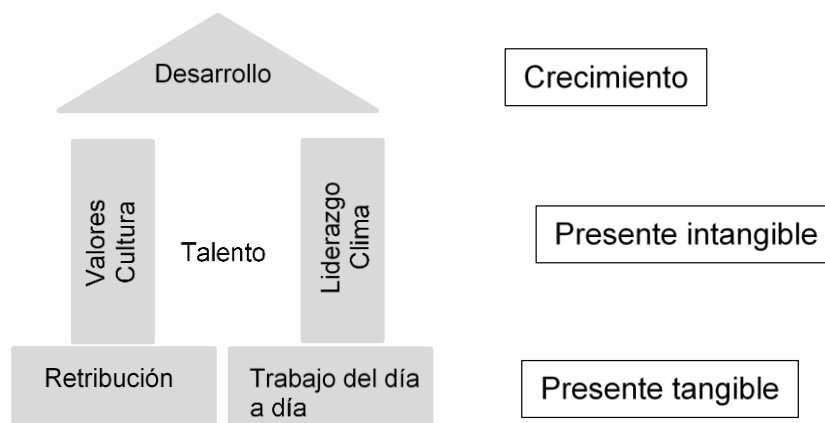 Desarrollo
Crecimiento
Valores
Cultura
Talento
Liderazgo
Clima
Presente intangible
Retribución
Trabajo del día
a día
Presente tangible